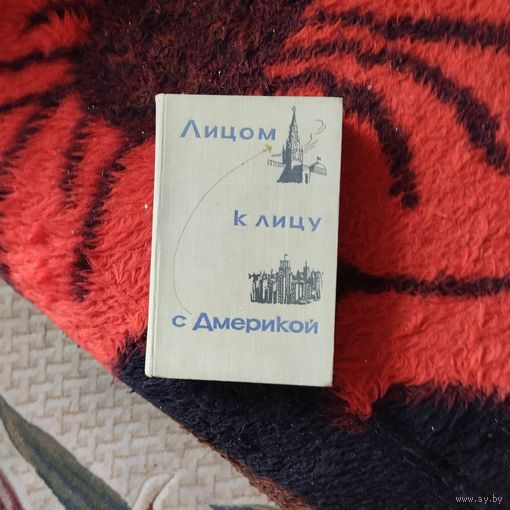 Лицом
к лицу
с Америкой
www.ay.by